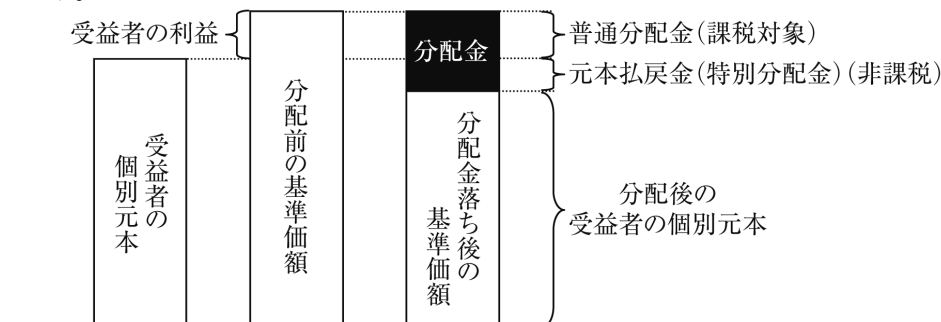 受益者の利益
受益者の
個別元本
分配前の基準価額
分配金
分配金落ち後の
基準価額
普通分配金(課税対象)
元本払戻金(特別分配金)(非課税)
分配後の
受益者の個別元本